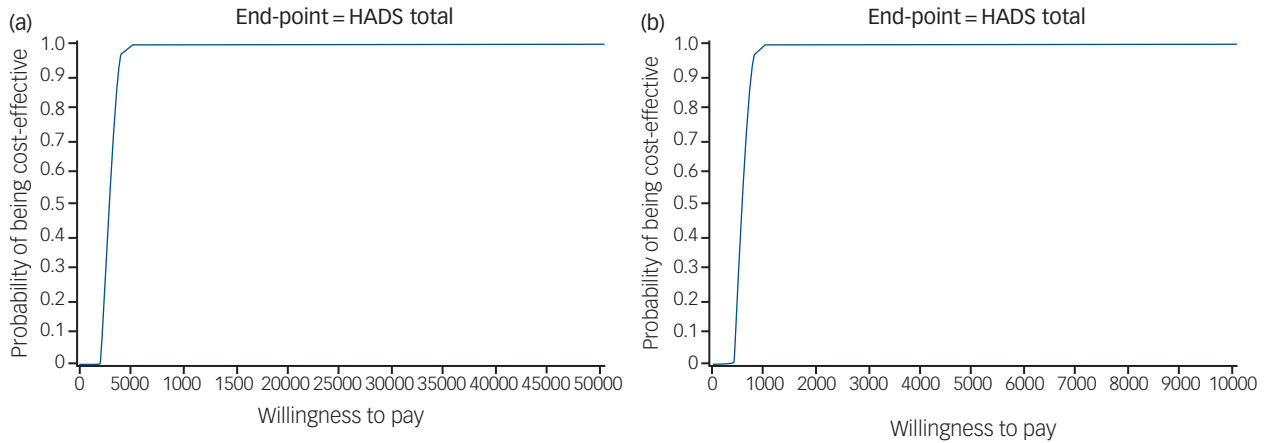 (a)
End-point = HADS total
Probability of being cost-effective
1.0
0.9
0.8
0.7
0.6
0.5
0.4
0.3
0.2
0.1
0
0 5000 1000 1500 20000 25000 30000 35000 40000 45000 50000
Willingness to pay
(b)
End-point = HADS total
Probability of being cost-effective
1.0
0.9
0.8
0.7
0.6
0.5
0.4
0.3
0.2
0.1
0
0 1000 2000 3000 4000 5000 6000 7000 8000 9000 10000
Willingness to pay